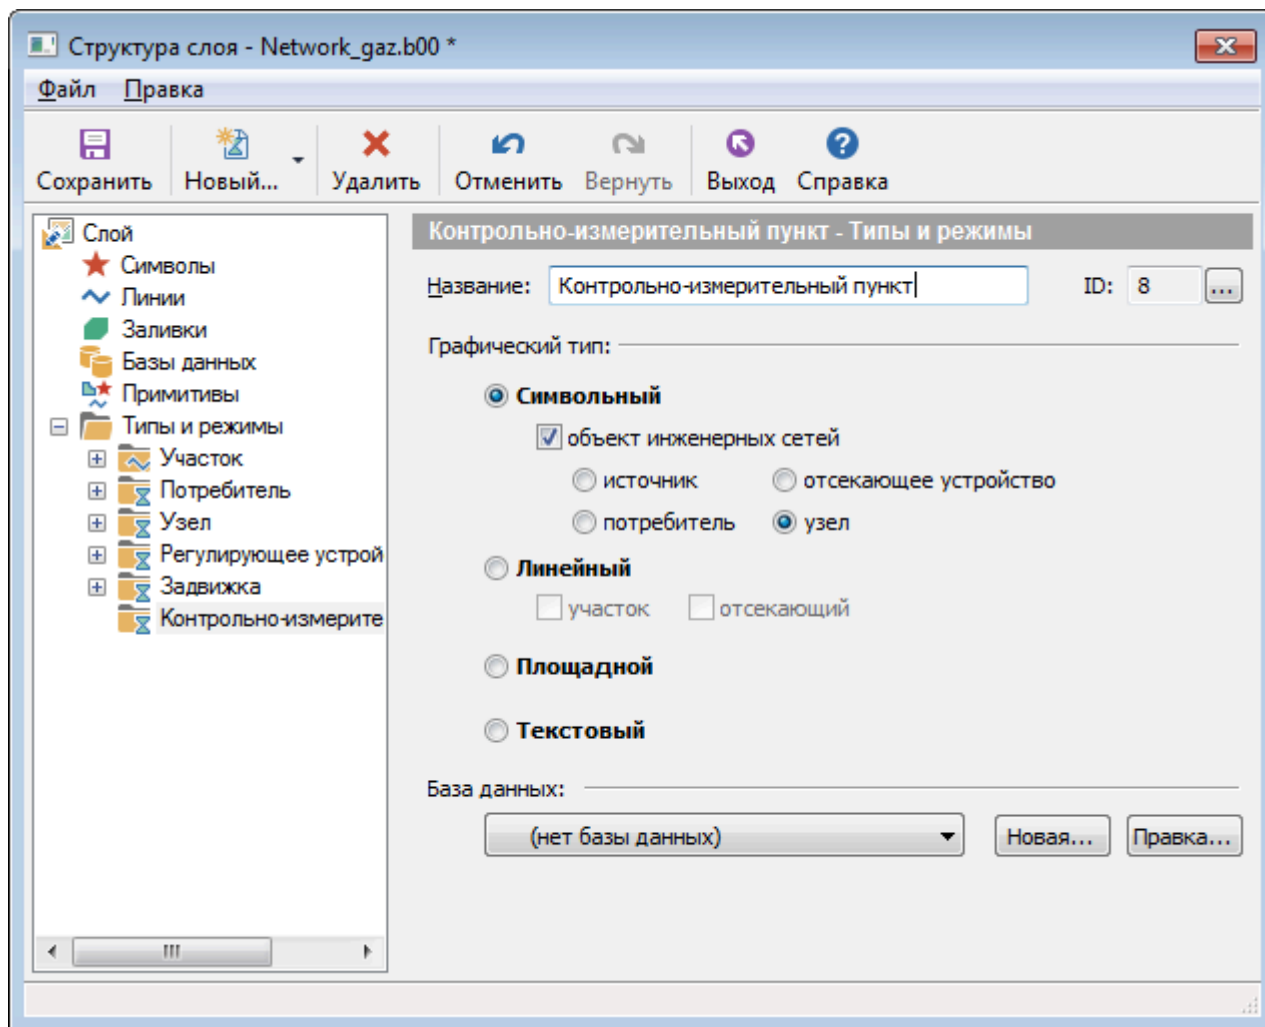 Структура слоя - Network_gaz.b00 *
Файл Правка
Сохранить Новый... Удалить Отменить Вернуть Выход Справка
Слой
Символы
Линии
Заливки
Базы данных
Примитивы
Типы и режимы
Участок
Потребитель
Узел
Регулирующее устрой
Задвижка
Контрольно-измерите
Контрольно-измерительный пункт - Типы и режимы
Название: Контрольно-измерительный пункт ID: 8 ...
Графический тип:
Символьный
объект инженерных сетей
источник отсекающее устройство
потребитель узел
Линейный
участок отсекающий
Площадной
Текстовый
База данных:
(нет базы данных) Новая... Правка...